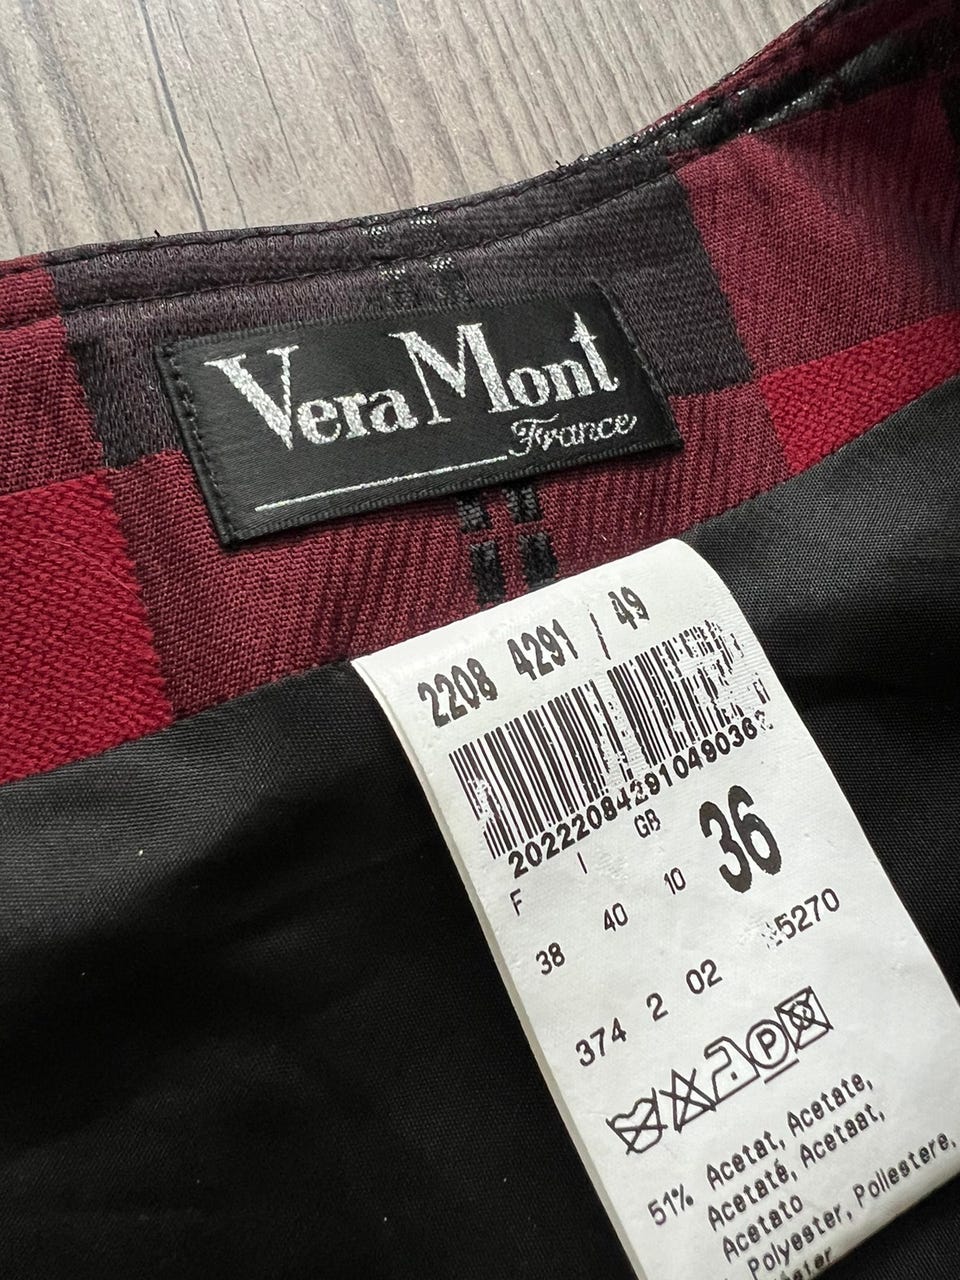 Vera Mont
France
2208 4291 / 49
2022208429104903
F I GB 36
38 40 10
374 2 02 5270
P
51% Acetat, Acetate,
Acetaté, Acetaat,
Acetato
Polyester, Poliestere,